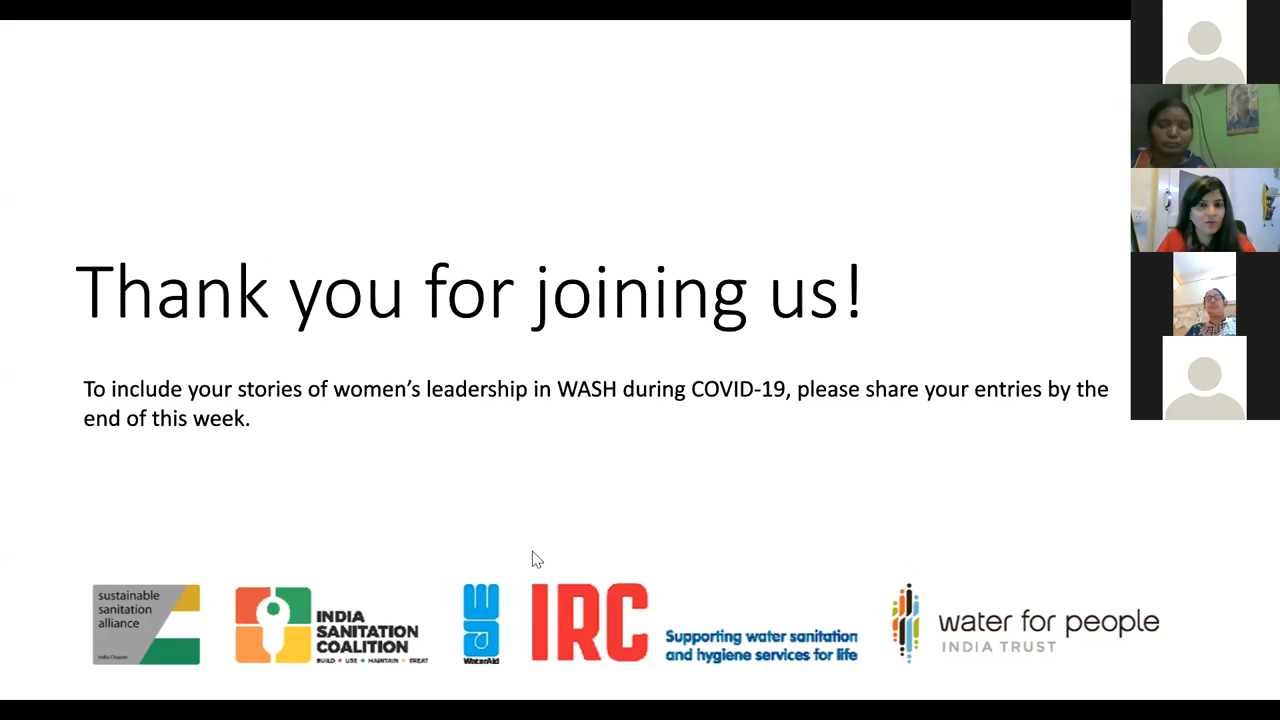 Thank you for joining us!
To include your stories of women’s leadership in WASH during COVID-19, please share your entries by the
end of this week.
sustainable
sanitation
alliance
India Chapter
INDIA
SANITATION
COALITION
BUILD • USE • MAINTAIN • TREAT
WaterAid
IRC
Supporting water sanitation
and hygiene services for life
water for people
INDIA TRUST